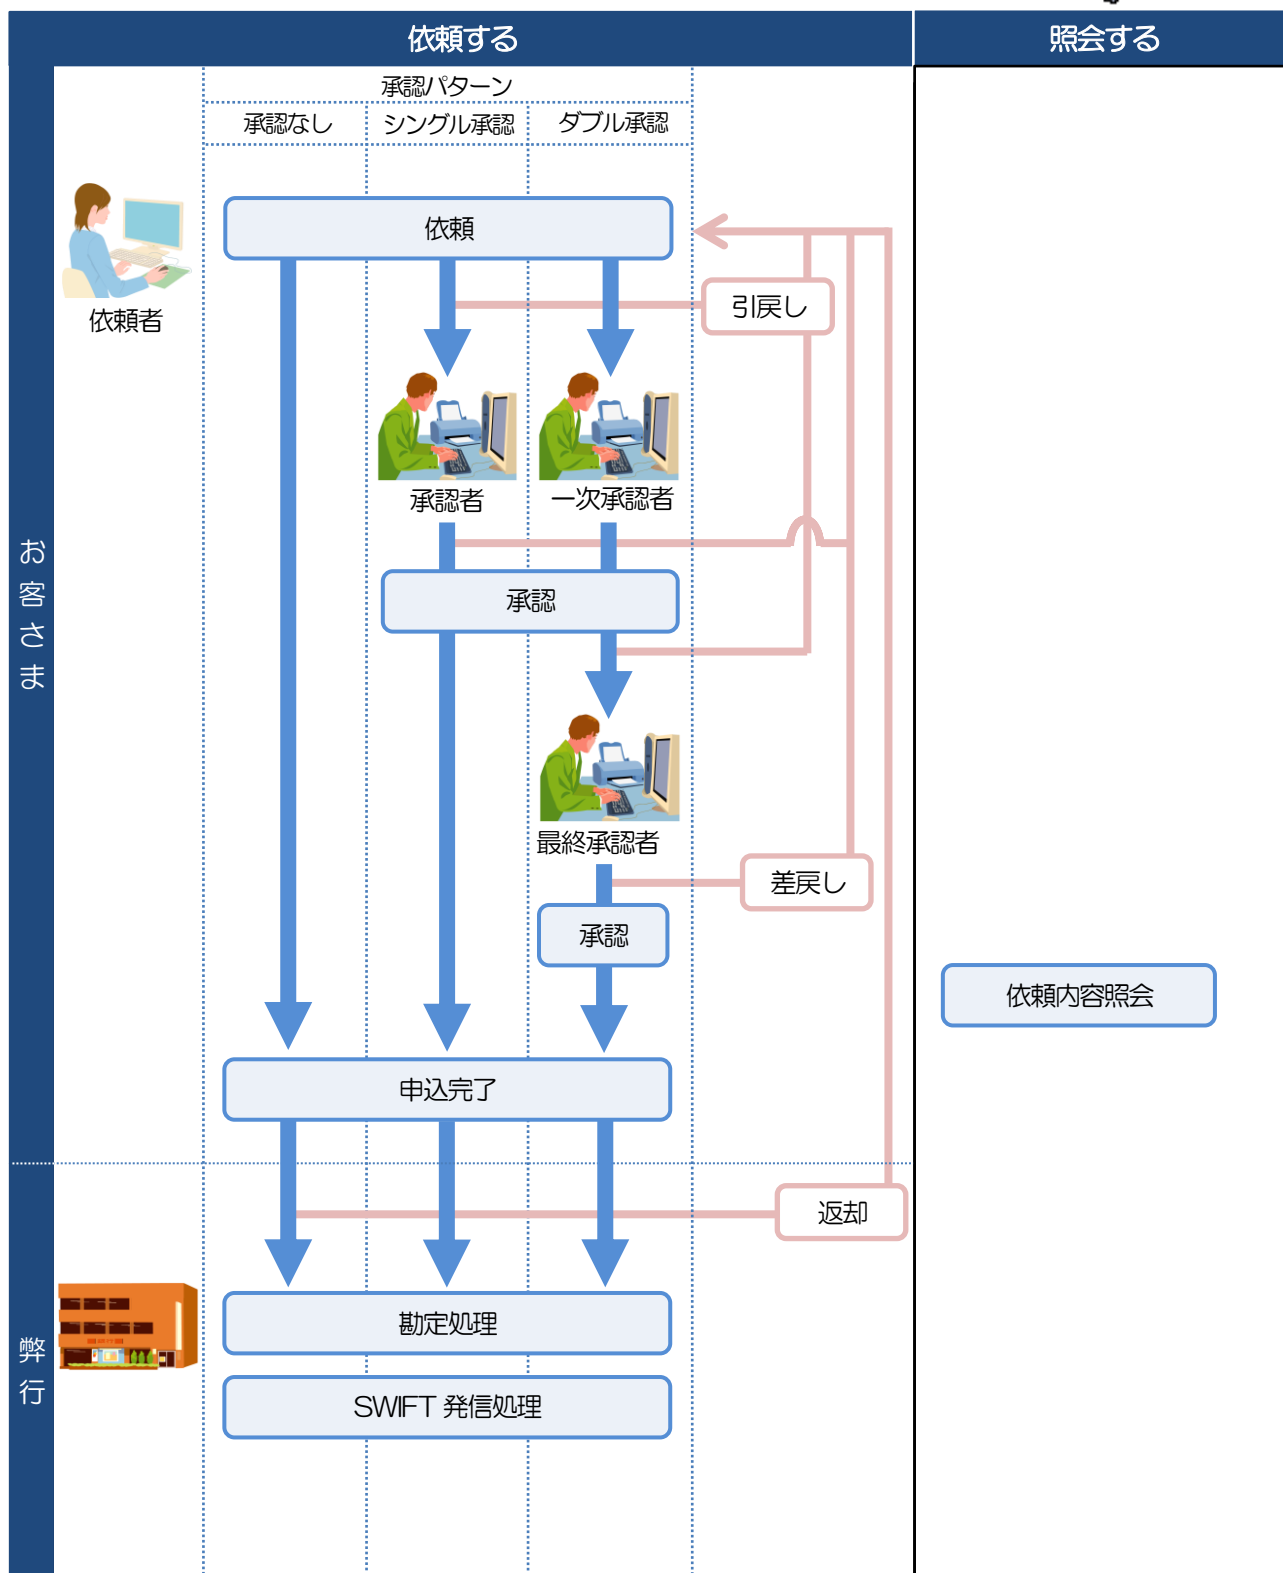 依頼する
照会する
承認パターン
承認なし
シングル承認
ダブル承認
依頼
引戻し
依頼者
承認者
一次承認者
お客さま
承認
最終承認者
差戻し
承認
依頼内容照会
申込完了
返却
勘定処理
弊行
SWIFT 発信処理